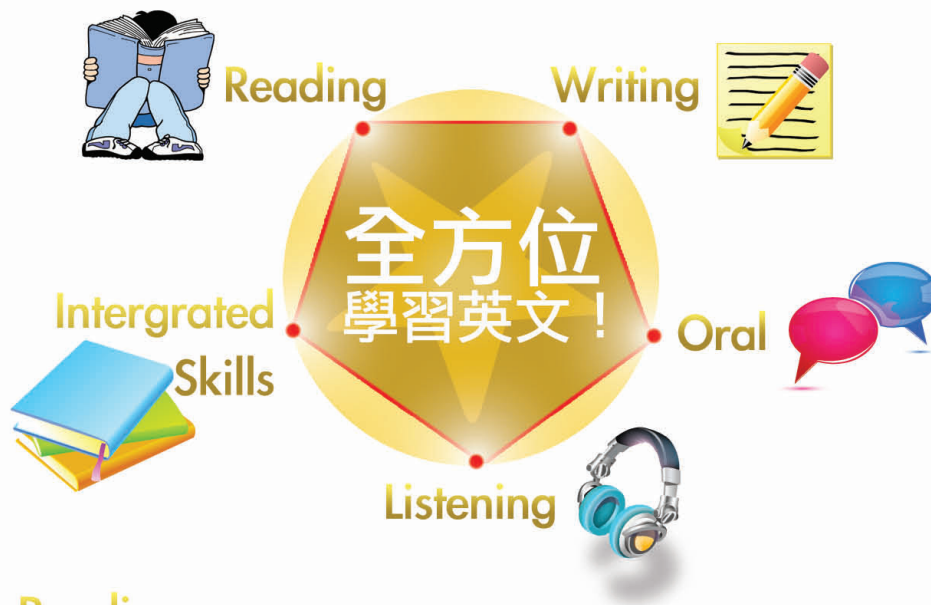 Reading
Writing
全方位
學習英文！
Intergrated
Skills
Oral
Listening